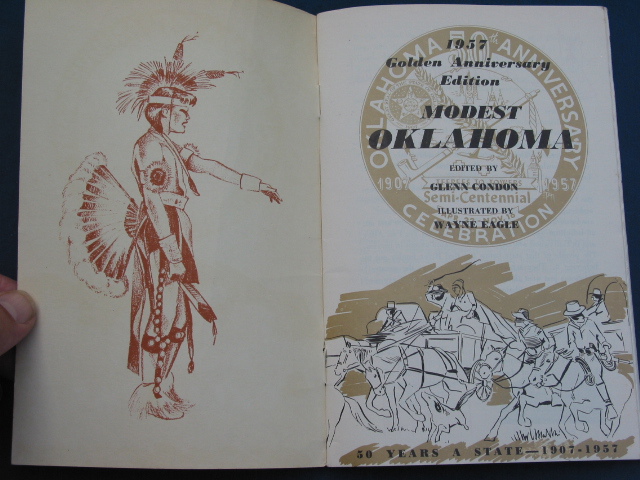 1957
Golden Anniversary
Edition
MODEST
OKLAHOMA
EDITED BY
GLENN CONDON
ILLUSTRATED BY
WAYNE EAGLE
OKLAHOMA 50th ANNIVERSARY
1907 1957
Semi-Centennial
CELEBRATION
50 YEARS A STATE—1907-1957